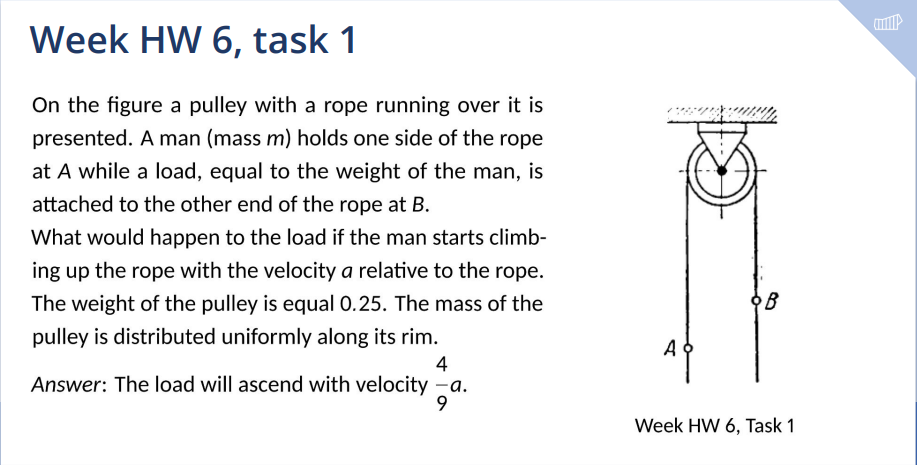 Week HW 6, task 1
On the figure a pulley with a rope running over it is
presented. A man (mass m) holds one side of the rope
at A while a load, equal to the weight of the man, is
attached to the other end of the rope at B.
What would happen to the load if the man starts climb-
ing up the rope with the velocity a relative to the rope.
The weight of the pulley is equal 0.25. The mass of the
pulley is distributed uniformly along its rim.
Answer: The load will ascend with velocity 4/9 a.
B
A
Week HW 6, Task 1